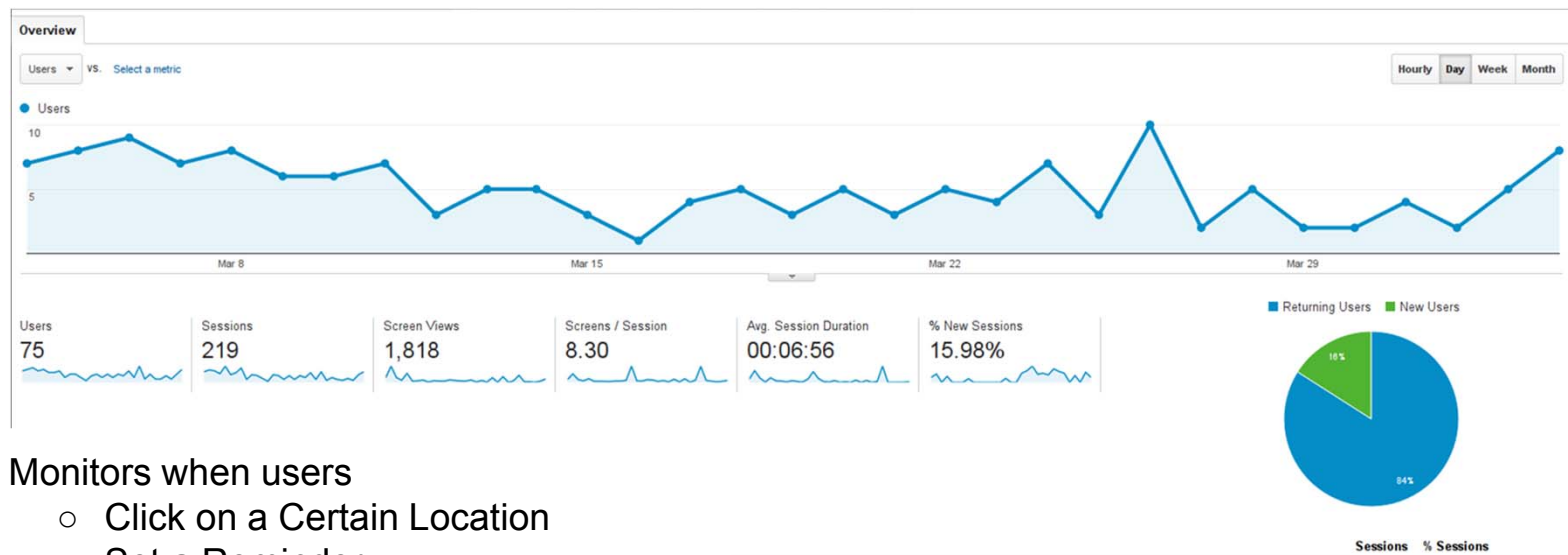 Overview
Users VS. Select a metric
Hourly Day Week Month
Users
10
5
Mar 8 Mar 15 Mar 22 Mar 29
Returning Users New Users
Users Sessions Screen Views Screens / Session Avg. Session Duration % New Sessions
75 219 1,818 8.30 00:06:56 15.98%
16%
84%
Monitors when users
○ Click on a Certain Location
Set a Reminder
Sessions % Sessions